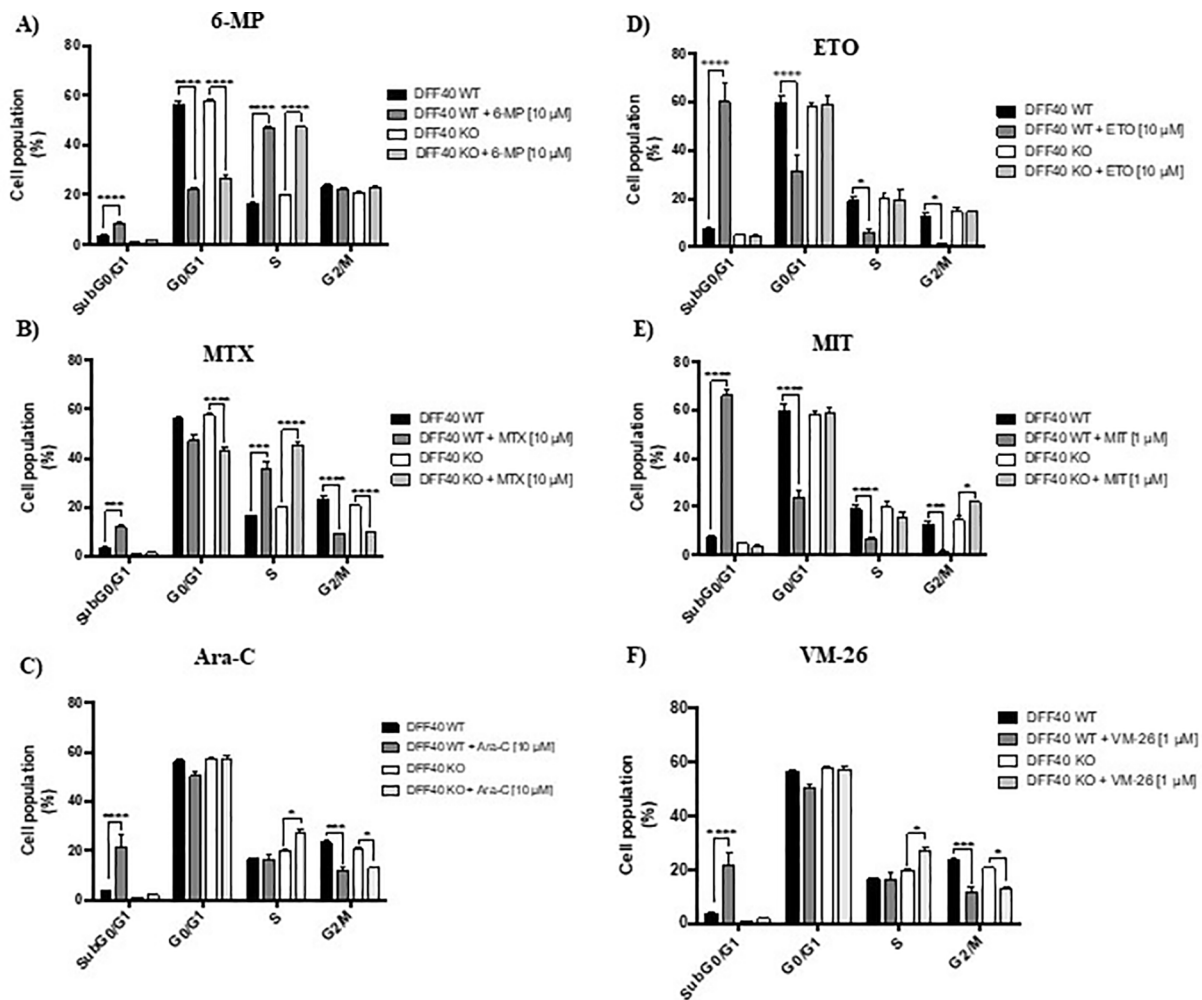 A)
6-MP
80
60
40
20
0
Cell population
(%)
**** **** **** **** ****
SubG0/G1
G0/G1
S
G2/M
DFF40 WT
DFF40 WT + 6-MP [10 µM]
DFF40 KO
DFF40 KO + 6-MP [10 µM]
B)
MTX
80
60
40
20
0
Cell population
(%)
*** **** *** **** **** ****
SubG0/G1
G0/G1
S
G2/M
DFF40 WT
DFF40 WT + MTX [10 µM]
DFF40 KO
DFF40 KO + MTX [10 µM]
C)
Ara-C
80
60
40
20
0
Cell population
(%)
**** * *** *
SubG0/G1
G0/G1
S
G2/M
DFF40 WT
DFF40 WT + Ara-C [10 µM]
DFF40 KO
DFF40 KO + Ara-C [10 µM]
D)
ETO
80
60
40
20
0
Cell population
(%)
**** **** * *
SubG0/G1
G0/G1
S
G2/M
DFF40 WT
DFF40 WT + ETO [10 µM]
DFF40 KO
DFF40 KO + ETO [10 µM]
E)
MIT
80
60
40
20
0
Cell population
(%)
**** **** **** *** *
SubG0/G1
G0/G1
S
G2/M
DFF40 WT
DFF40 WT + MIT [1 µM]
DFF40 KO
DFF40 KO + MIT [1 µM]
F)
VM-26
80
60
40
20
0
Cell population
(%)
**** * *** *
SubG0/G1
G0/G1
S
G2/M
DFF40 WT
DFF40 WT + VM-26 [1 µM]
DFF40 KO
DFF40 KO + VM-26 [1 µM]